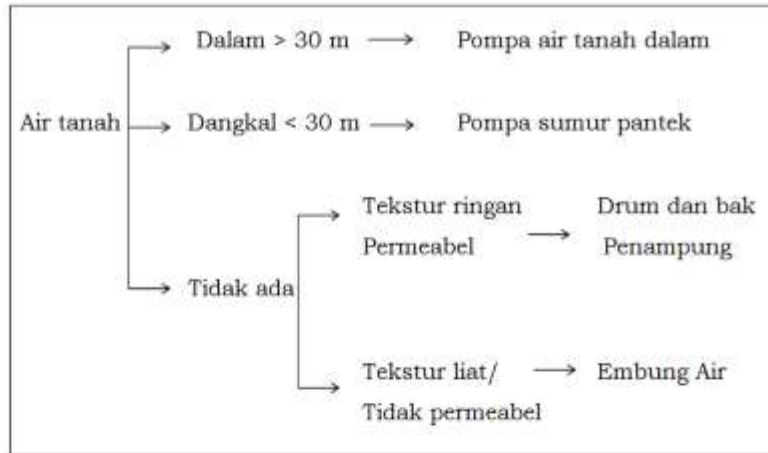 Dalam > 30 m
Pompa air tanah dalam
Air tanah
Dangkal < 30 m
Pompa sumur pantek
Tekstur ringan
Permeabel
Drum dan bak
Penampung
Tidak ada
Tekstur liat/
Tidak permeabel
Embung Air